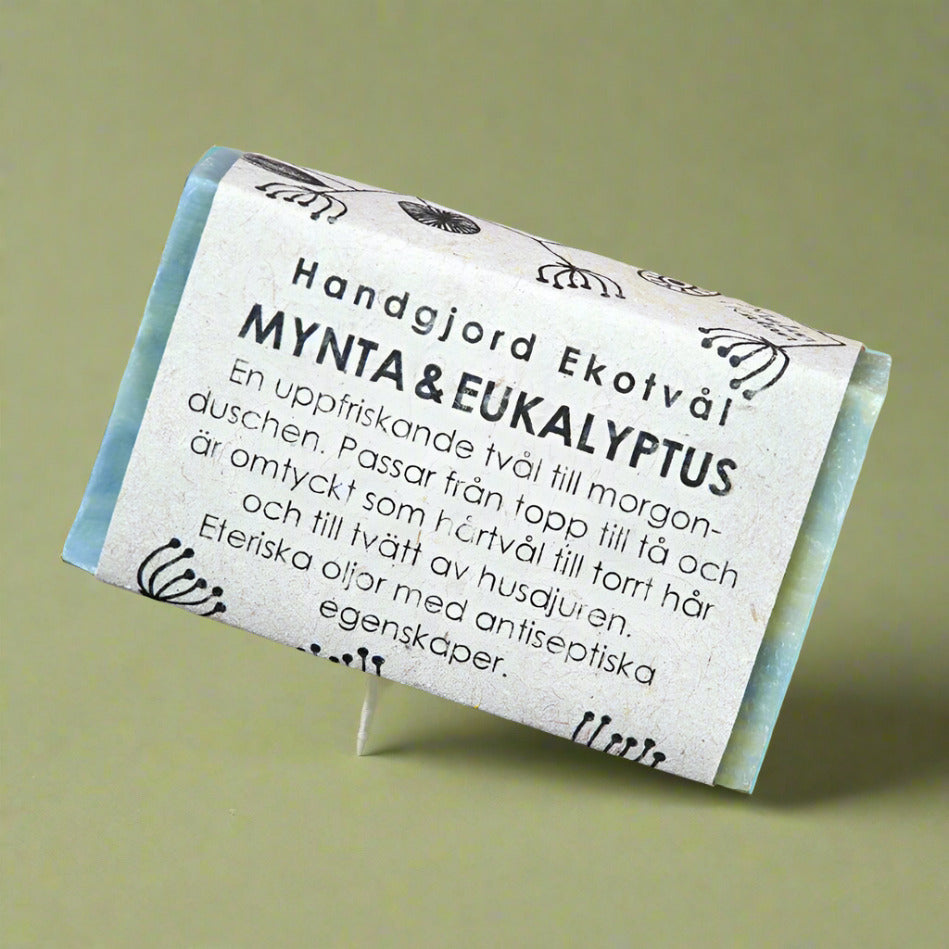 Handgjord Ekotvål
MYNTA & EUKALYPTUS
En uppfriskande tvål till morgon-
duschen. Passar från topp till tå och
är omtyckt som hårtvål till torrt hår
och till tvätt av husdjuren.
Eteriska oljor med antiseptiska
egenskaper.